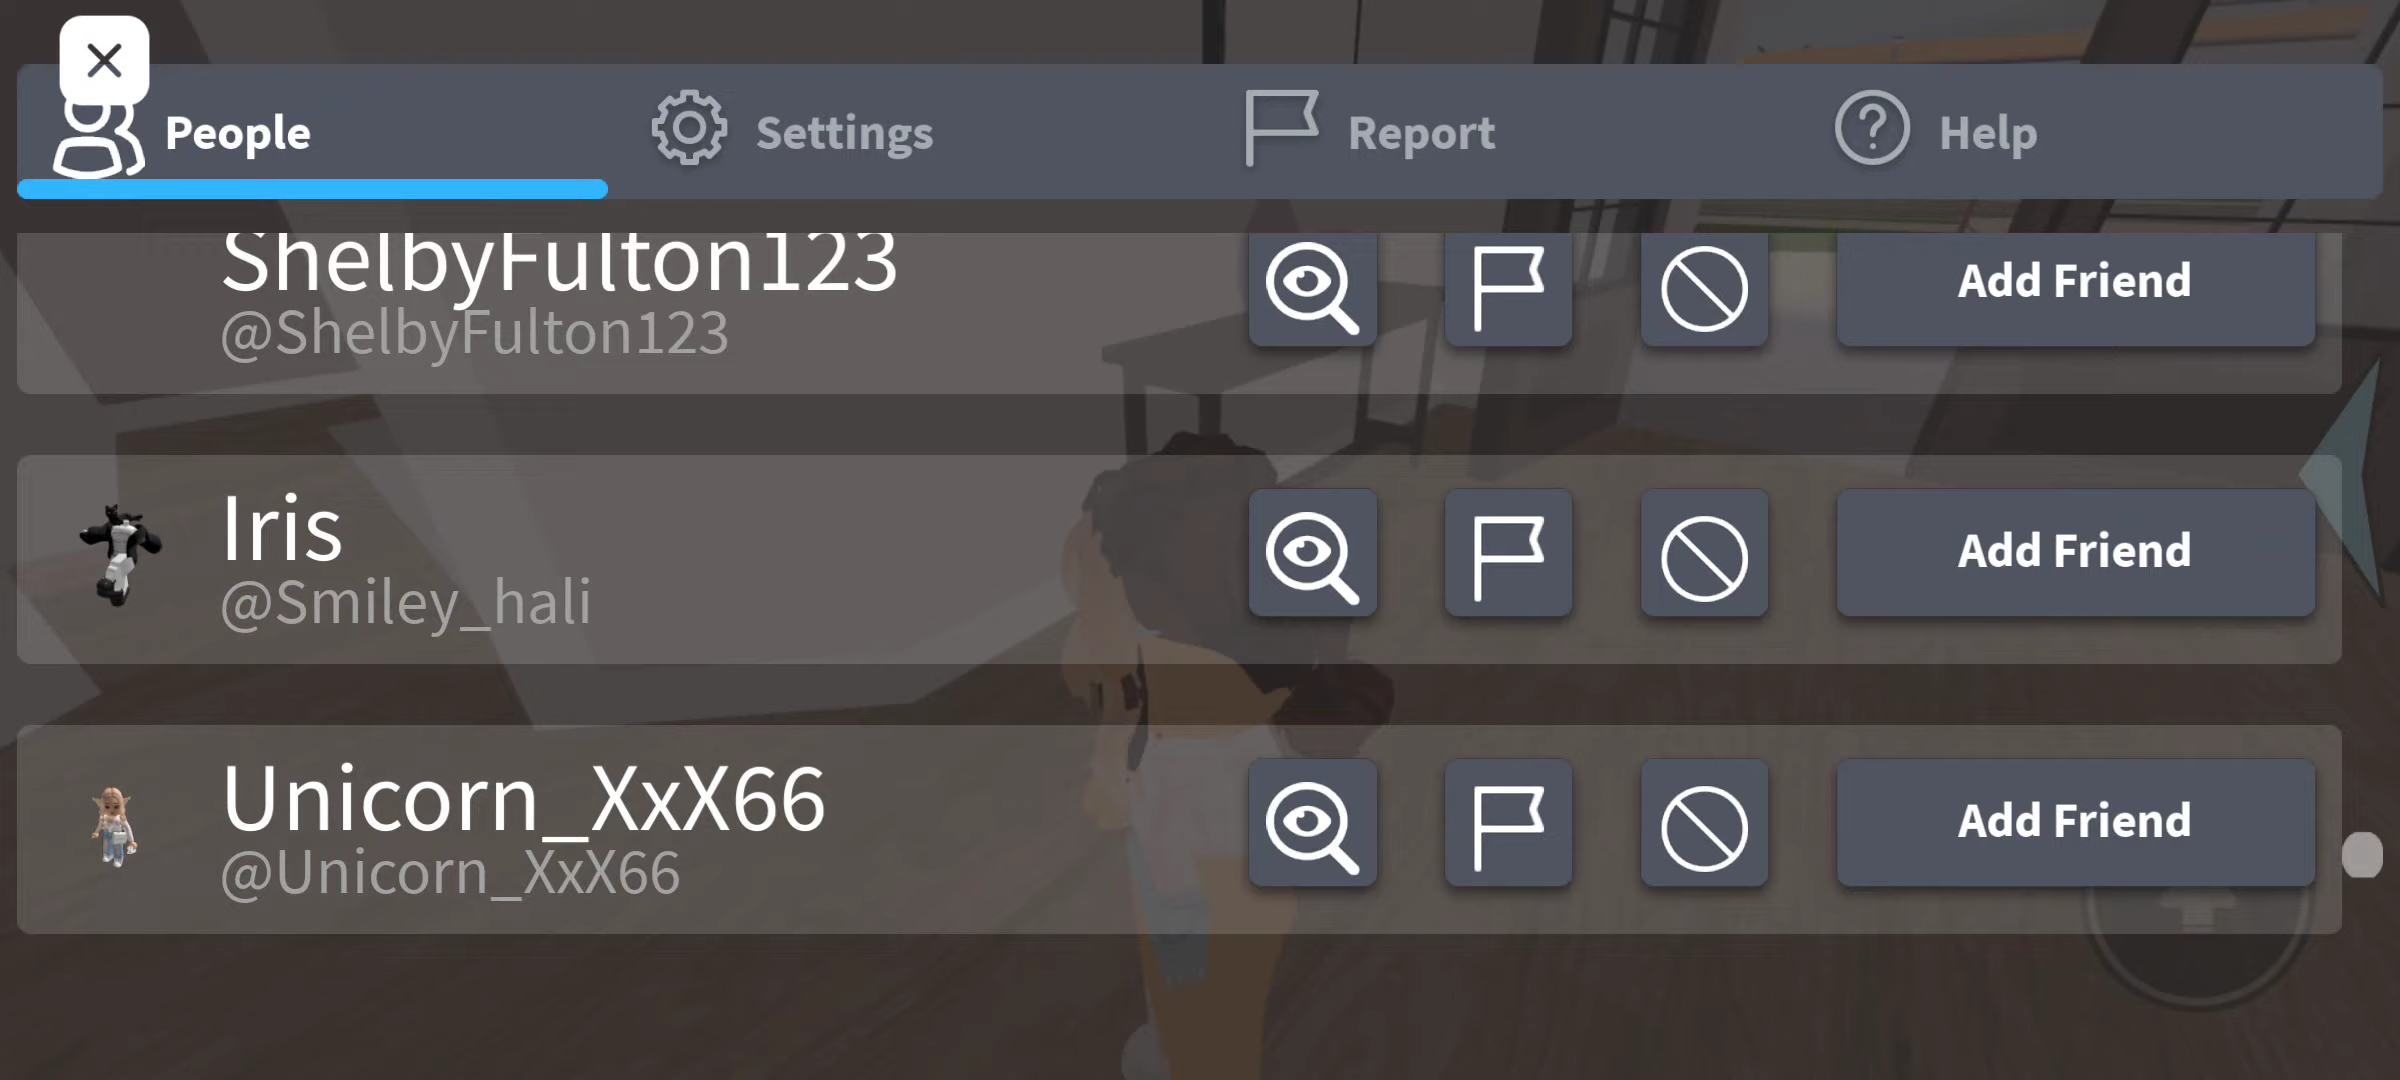 People
Settings
Report
Help
ShelbyFulton123
@ShelbyFulton123
Add Friend
Iris
@Smiley_hali
Add Friend
Unicorn_XxX66
@Unicorn_XxX66
Add Friend